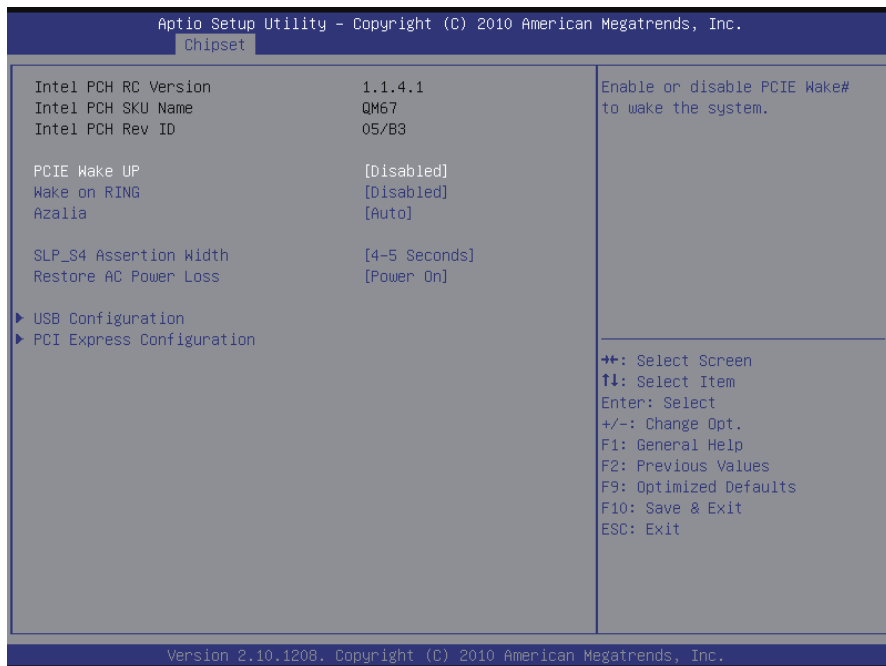 Aptio Setup Utility – Copyright (C) 2010 American Megatrends, Inc.
Chipset
Intel PCH RC Version 1.1.4.1
Intel PCH SKU Name QM67
Intel PCH Rev ID 05/B3
PCIE Wake UP [Disabled]
Wake on RING [Disabled]
Azalia [Auto]
SLP_S4 Assertion Width [4-5 Seconds]
Restore AC Power Loss [Power On]
USB Configuration
PCI Express Configuration
Enable or disable PCIE Wake#
to wake the system.
→←: Select Screen
↑↓: Select Item
Enter: Select
+/-: Change Opt.
F1: General Help
F2: Previous Values
F9: Optimized Defaults
F10: Save & Exit
ESC: Exit
Version 2.10.1208. Copyright (C) 2010 American Megatrends, Inc.